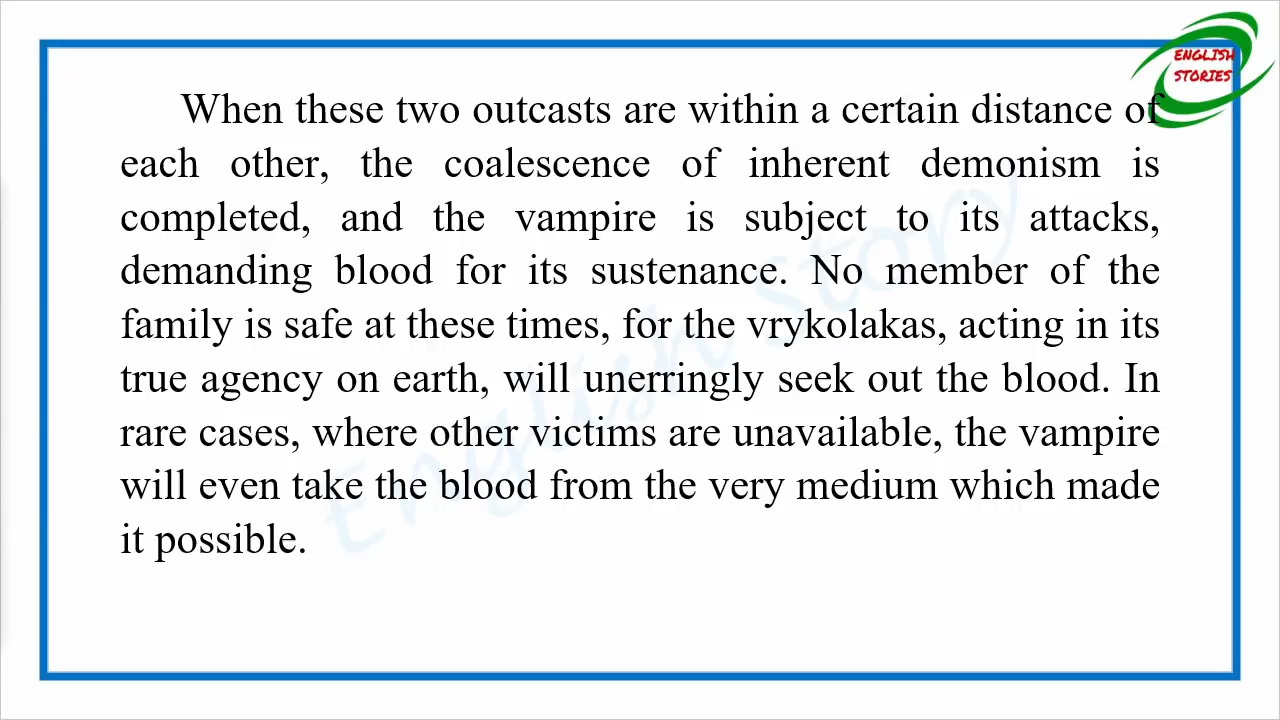 ENGLISH
STORIES
When these two outcasts are within a certain distance of
each other, the coalescence of inherent demonism is
completed, and the vampire is subject to its attacks,
demanding blood for its sustenance. No member of the
family is safe at these times, for the vrykolakas, acting in its
true agency on earth, will unerringly seek out the blood. In
rare cases, where other victims are unavailable, the vampire
will even take the blood from the very medium which made
it possible.
English Story